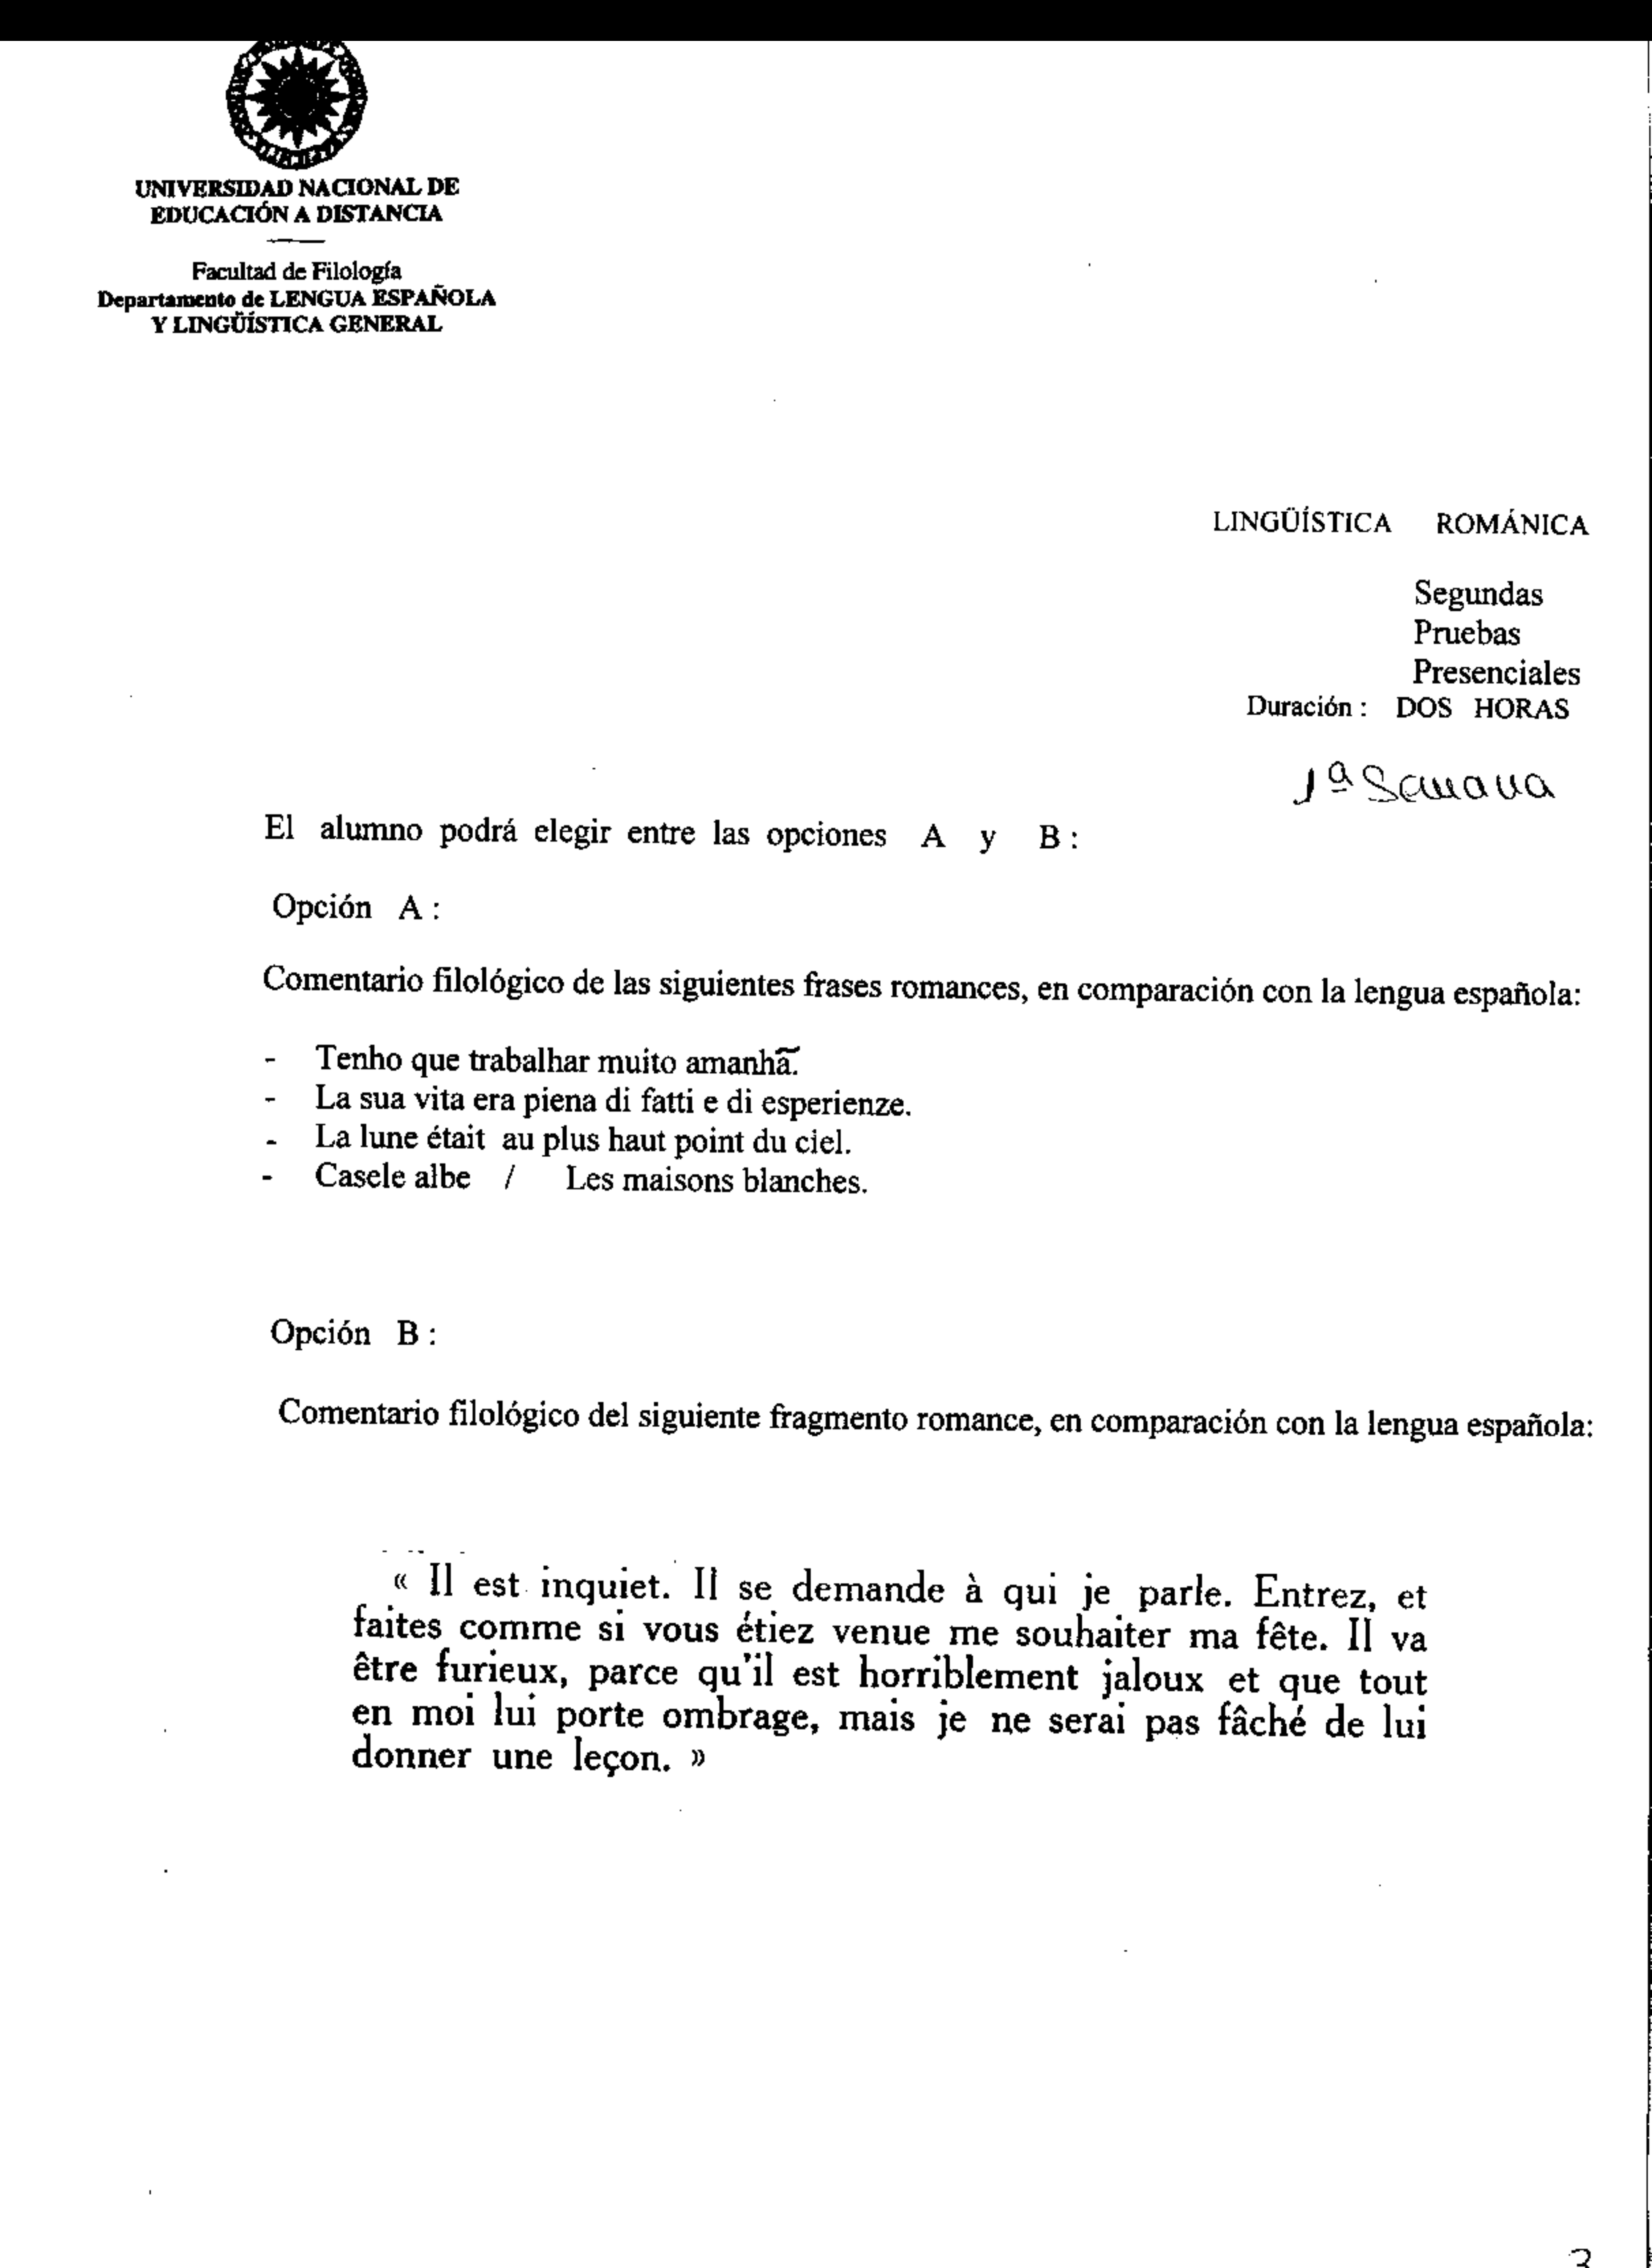 UNIVERSIDAD NACIONAL DE
EDUCACIÓN A DISTANCIA
Facultad de Filología
Departamento de LENGUA ESPAÑOLA
Y LINGÜÍSTICA GENERAL
LINGÜÍSTICA ROMÁNICA
Segundas
Pruebas
Presenciales
Duración : DOS HORAS
1ª Semana
El alumno podrá elegir entre las opciones A y B :
Opción A :
Comentario filológico de las siguientes frases romances, en comparación con la lengua española:
- Tenho que trabalhar muito amanhã.
- La sua vita era piena di fatti e di esperienze.
- La lune était au plus haut point du ciel.
- Casele albe / Les maisons blanches.
Opción B :
Comentario filológico del siguiente fragmento romance, en comparación con la lengua española:
« Il est inquiet. Il se demande à qui je parle. Entrez, et
faites comme si vous étiez venue me souhaiter ma fête. Il va
être furieux, parce qu'il est horriblement jaloux et que tout
en moi lui porte ombrage, mais je ne serai pas fâché de lui
donner une leçon. »